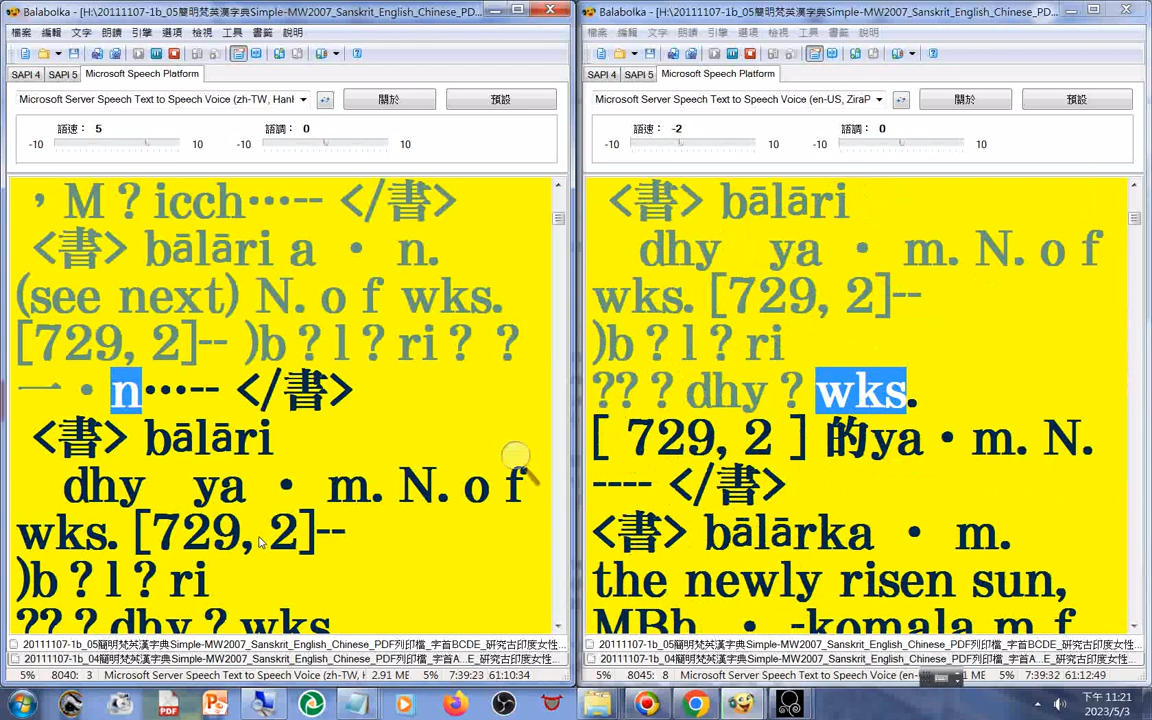 Balabolka - [H:\20111107-1b_05簡明梵英漢字典Simple-MW2007_Sanskrit_English_Chinese_PD...
檔案 編輯 文字 朗讀 引擎 選項 檢視 工具 書籤 說明
SAPI 4 SAPI 5 Microsoft Speech Platform
Microsoft Server Speech Text to Speech Voice (zh-TW, Hanl 關於 預設
語速： 5 語調： 0
-10 10 -10 10
，M ? icch⋯-- </書>
<書> bālāri a • n.
(see next) N. o f wks.
[729, 2]-- )b ? l ? ri ? ?
一 • n⋯-- </書>
<書> bālāri
dhy ya • m. N. o f
wks. [729, 2]--
)b ? l ? ri
?? ? dhy ? wks
20111107-1b_05簡明梵英漢字典Simple-MW2007_Sanskrit_English_Chinese_PDF列印檔_字首BCDE_研究古印度女性...
20111107-1b_04簡明梵英漢字典Simple-MW2007_Sanskrit_English_Chinese_PDF列印檔_字首A...E_研究古印度女性...
5% 8040: 3 Microsoft Server Speech Text to Speech Voice (zh-TW, H 2.91 ME 5% 7:39:23 61:10:34
Balabolka - [H:\20111107-1b_05簡明梵英漢字典Simple-MW2007_Sanskrit_English_Chinese_PD...
檔案 編輯 文字 朗讀 引擎 選項 檢視 工具 書籤 說明
SAPI 4 SAPI 5 Microsoft Speech Platform
Microsoft Server Speech Text to Speech Voice (en-US, ZiraP 關於 預設
語速： -2 語調： 0
-10 10 -10 10
<書> bālāri
dhy ya • m. N. o f
wks. [729, 2]--
)b ? l ? ri
?? ? dhy ? wks.
[ 729, 2 ] 的ya • m. N.
---- </書>
<書> bālārka • m.
the newly risen sun,
MBh. • -komala m f
20111107-1b_05簡明梵英漢字典Simple-MW2007_Sanskrit_English_Chinese_PDF列印檔_字首BCDE_研究古印度女性...
20111107-1b_04簡明梵英漢字典Simple-MW2007_Sanskrit_English_Chinese_PDF列印檔_字首A...E_研究古印度女性...
5% 8045: 8 Microsoft Server Speech Text to Speech Voice (en-US 5% 7:39:32 61:12:49
下午 11:21
2023/5/3